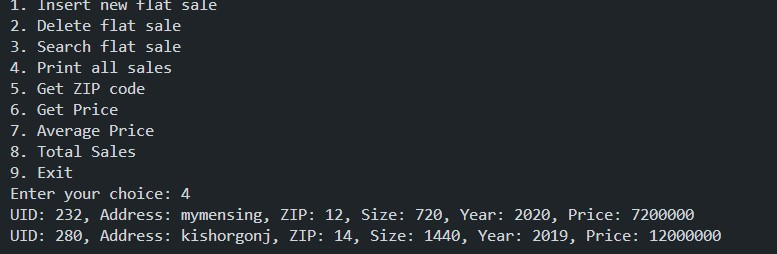 1. Insert new flat sale
2. Delete flat sale
3. Search flat sale
4. Print all sales
5. Get ZIP code
6. Get Price
7. Average Price
8. Total Sales
9. Exit
Enter your choice: 4
UID: 232, Address: mymensing, ZIP: 12, Size: 720, Year: 2020, Price: 7200000
UID: 280, Address: kishorgonj, ZIP: 14, Size: 1440, Year: 2019, Price: 12000000